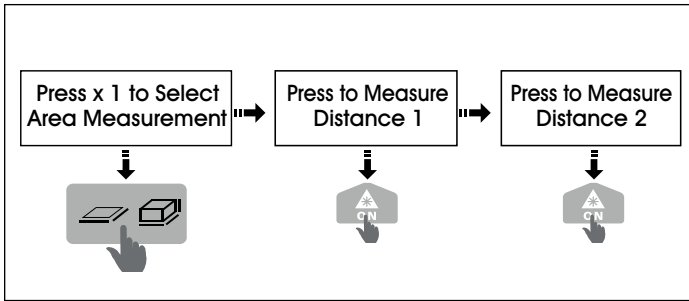 Press x 1 to Select
Area Measurement
Press to Measure
Distance 1
Press to Measure
Distance 2
ON
ON